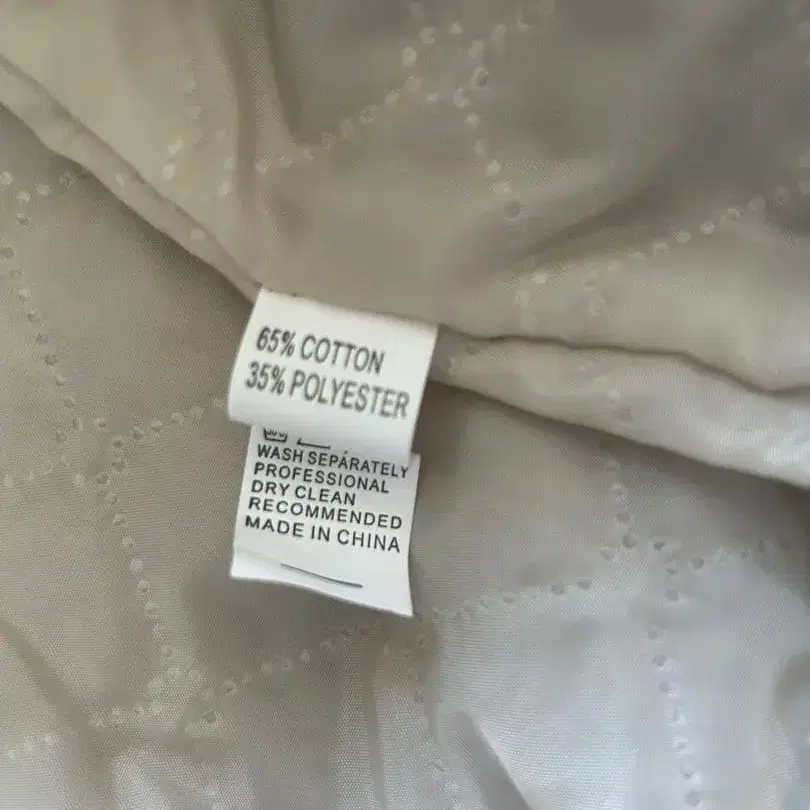 65% COTTON
35% POLYESTER
WASH SEPARATELY
PROFESSIONAL
DRY CLEAN
RECOMMENDED
MADE IN CHINA